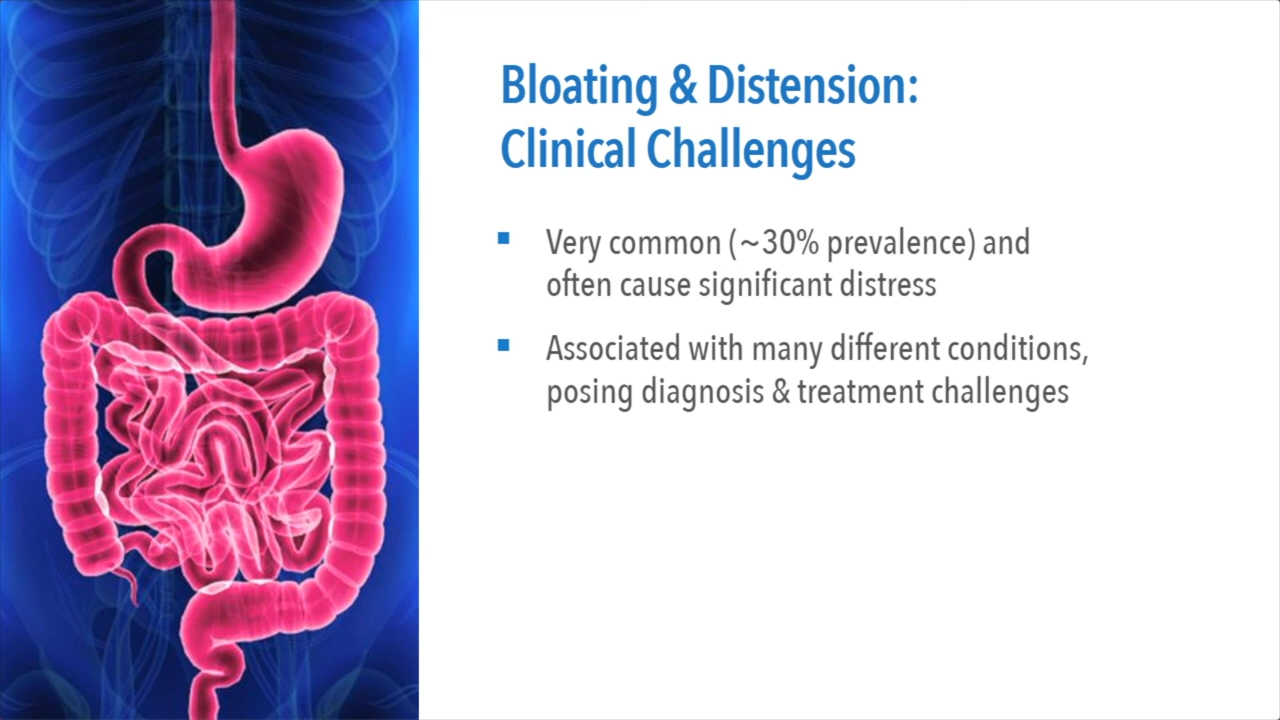 Bloating & Distension:
Clinical Challenges
Very common (~30% prevalence) and
often cause significant distress
Associated with many different conditions,
posing diagnosis & treatment challenges